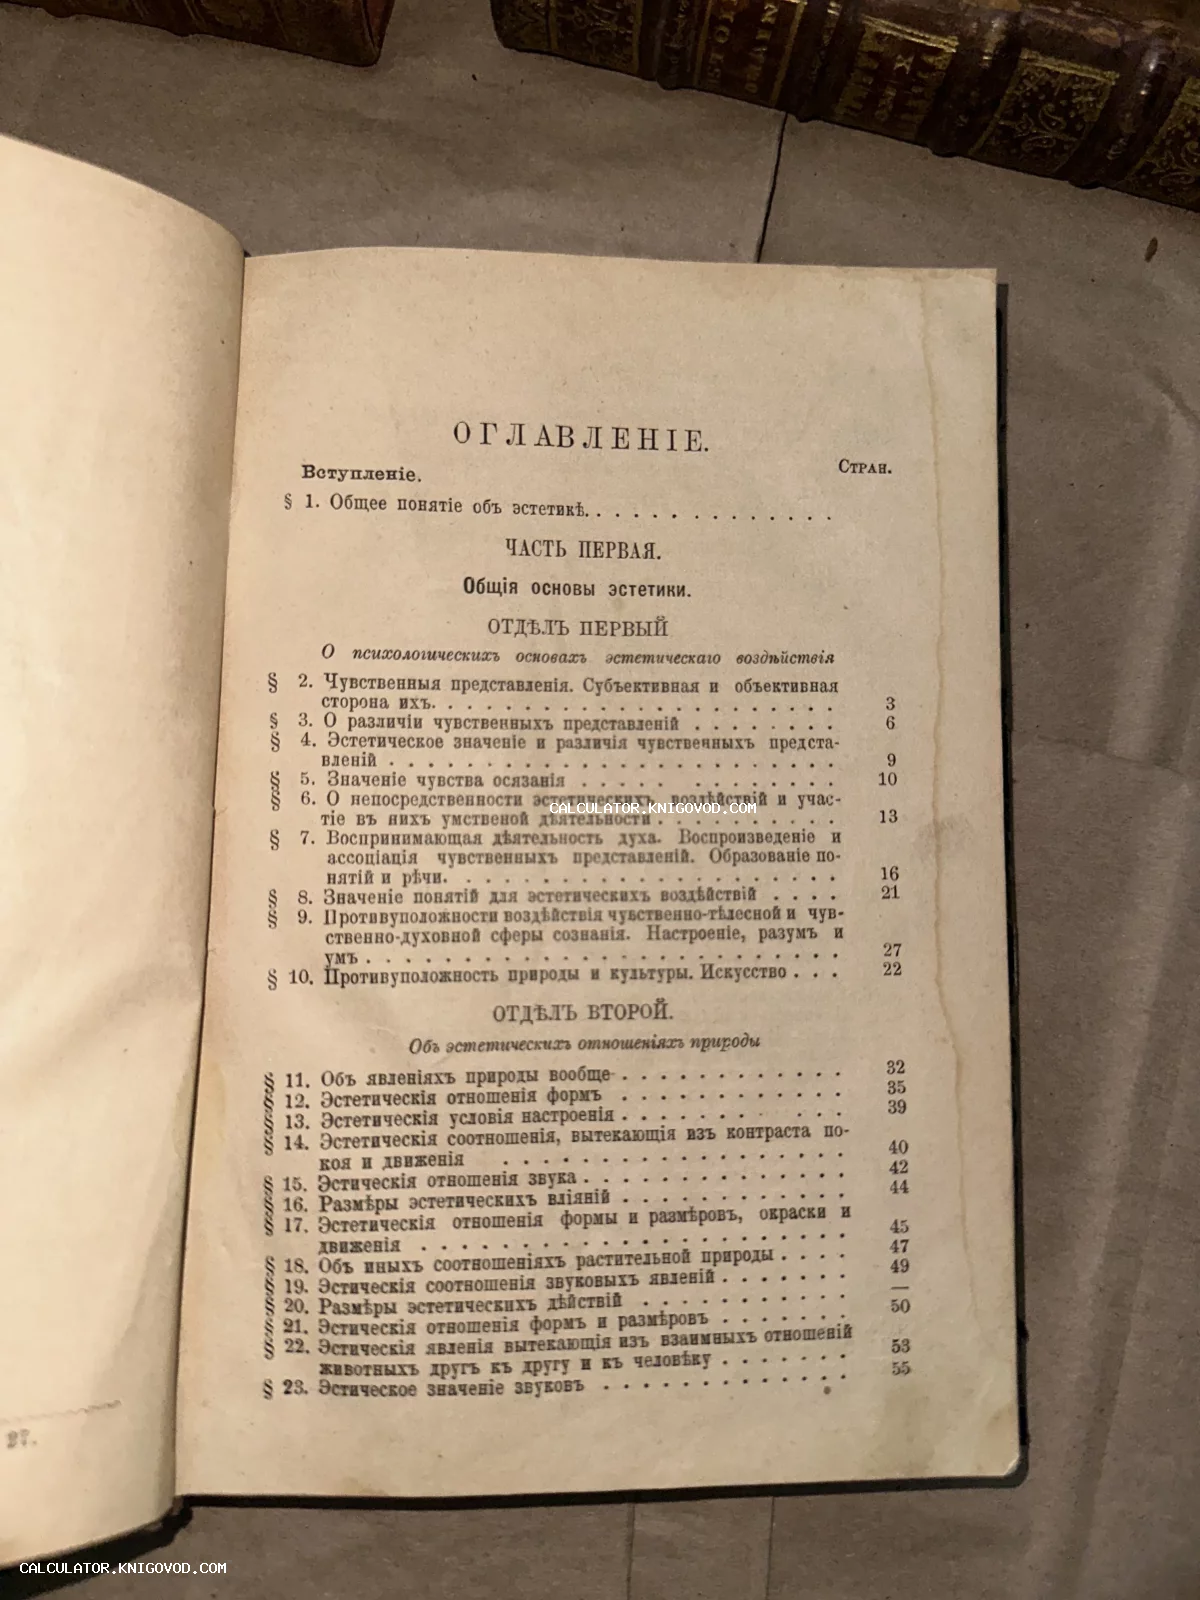 ОГЛАВЛЕНІЕ.
Вступленіе.
Стран.
§ 1. Общее понятіе объ эстетикѣ. . . . . . . . . . . . . .
ЧАСТЬ ПЕРВАЯ.
Общія основы эстетики.
ОТДѢЛЪ ПЕРВЫЙ
О психологическихъ основахъ эстетическаго воздѣйствія
§ 2. Чувственныя представленія. Субъективная и объективная
сторона ихъ. . . . . . . . . . . . . . . . 3
§ 3. О различіи чувственныхъ представленій . . . . . . . . 6
§ 4. Эстетическое значеніе и различія чувственныхъ предста-
вленій . . . . . . . . . . . . . . . . . 9
§ 5. Значеніе чувства осязанія . . . . . . . . . . . 10
§ 6. О непосредственности эстетическихъ воздѣйствій и учас-
тіе въ нихъ умственой дѣятельности . . . . . . . . . 13
§ 7. Воспринимающая дѣятельность духа. Воспроизведеніе и
ассоціація чувственныхъ представленій. Образованіе по-
нятій и рѣчи. . . . . . . . . . . . . . . . 16
§ 8. Значеніе понятій для эстетическихъ воздѣйствій . . . . 21
§ 9. Противуположности воздѣйствія чувственно-тѣлесной и чув-
ственно-духовной сферы сознанія. Настроеніе, разумъ и
умъ . . . . . . . . . . . . . . . . . . 27
§ 10. Противуположность природы и культуры. Искусство . . . 22
ОТДѢЛЪ ВТОРОЙ.
Объ эстетическихъ отношеніяхъ природы
§ 11. Объ явленіяхъ природы вообще . . . . . . . . . 32
§ 12. Эстетическія отношенія формъ . . . . . . . . . 35
§ 13. Эстетическія условія настроенія . . . . . . . . . 39
§ 14. Эстетическія соотношенія, вытекающія изъ контраста по-
коя и движенія . . . . . . . . . . . . . 40
§ 15. Эстическія отношенія звука . . . . . . . . . . 42
§ 16. Размѣры эстетическихъ вліяній . . . . . . . . . 44
§ 17. Эстетическія отношенія формы и размѣровъ, окраски и
движенія . . . . . . . . . . . . . . . . 45
§ 18. Объ иныхъ соотношеніяхъ растительной природы . . . . 47
§ 19. Эстическія соотношенія звуковыхъ явленій . . . . . . . 49
§ 20. Размѣры эстетическихъ дѣйствій . . . . . . . . —
§ 21. Эстическія отношенія формъ и размѣровъ . . . . . . . 50
§ 22. Эстическія явленія вытекающія изъ взаимныхъ отношеній
животныхъ другъ къ другу и къ человѣку . . . . . . . 53
§ 23. Эстическое значеніе звуковъ . . . . . . . . . . 55
27.
CALCULATOR.KNIGOVOD.COM
CALCULATOR.KNIGOVOD.COM